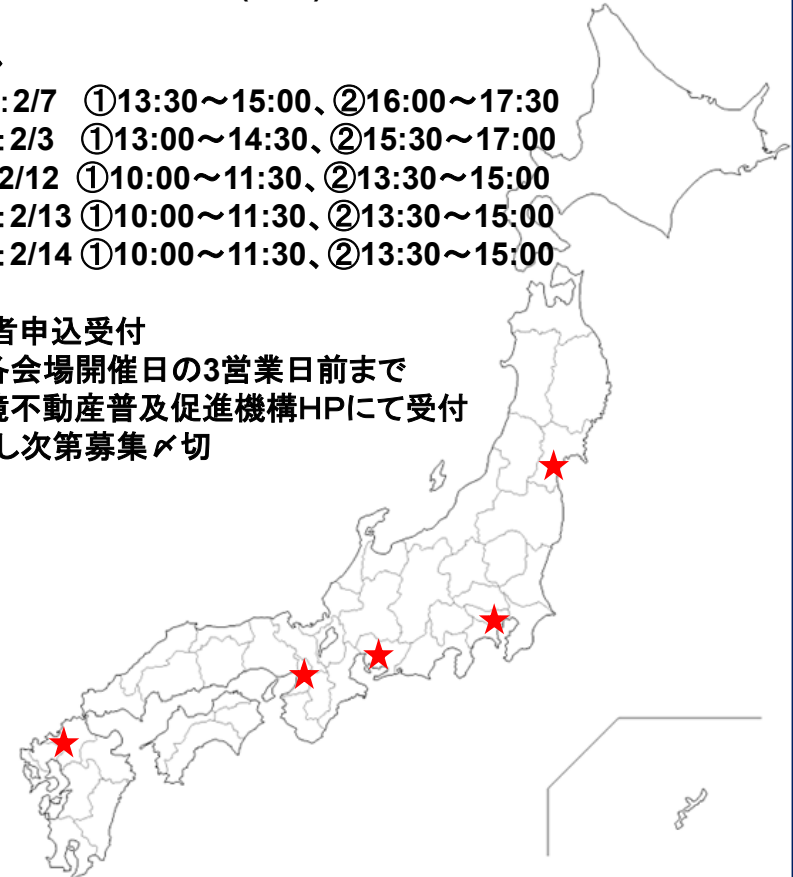 :2/7 ①13:30～15:00、②16:00～17:30
:2/3 ①13:00～14:30、②15:30～17:00
2/12 ①10:00～11:30、②13:30～15:00
:2/13 ①10:00～11:30、②13:30～15:00
:2/14 ①10:00～11:30、②13:30～15:00
者申込受付
各会場開催日の3営業日前まで
境不動産普及促進機構HPにて受付
し次第募集〆切